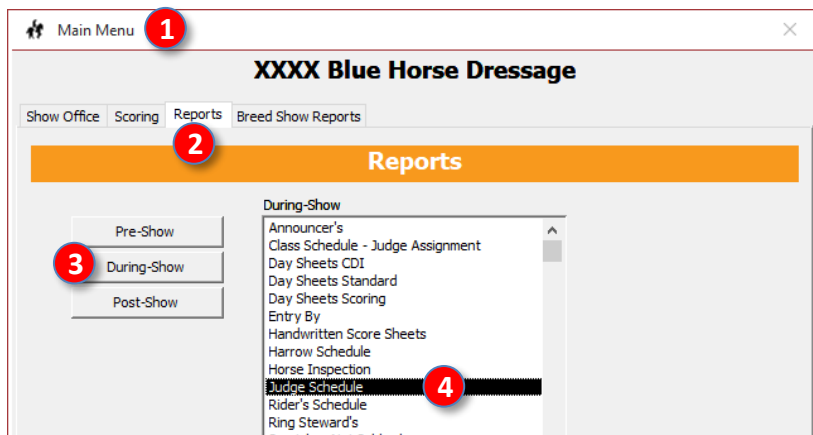 Main Menu 1
XXXX Blue Horse Dressage
Show Office Scoring Reports Breed Show Reports
2
Reports
During-Show
Pre-Show
3 During-Show
Post-Show
Announcer's
Class Schedule - Judge Assignment
Day Sheets CDI
Day Sheets Standard
Day Sheets Scoring
Entry By
Handwritten Score Sheets
Harrow Schedule
Horse Inspection
Judge Schedule 4
Rider's Schedule
Ring Steward's